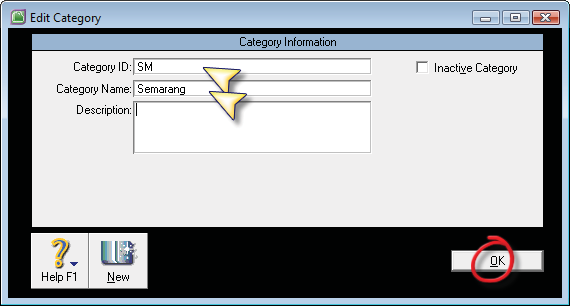 Edit Category
Category Information
Category ID: SM
Inactive Category
Category Name: Semarang
Description:
Help F1
New
OK